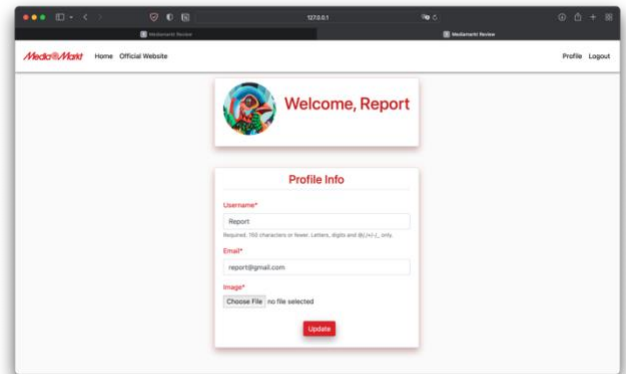 127.0.0.1
Mediamarkt Review
Mediamarkt Review
MediaMarkt Home Official Website Profile Logout
Welcome, Report
Profile Info
Username*
Report
Required. 150 characters or fewer. Letters, digits and @/./+/-/_ only.
Email*
report@gmail.com
Image*
Choose File no file selected
Update